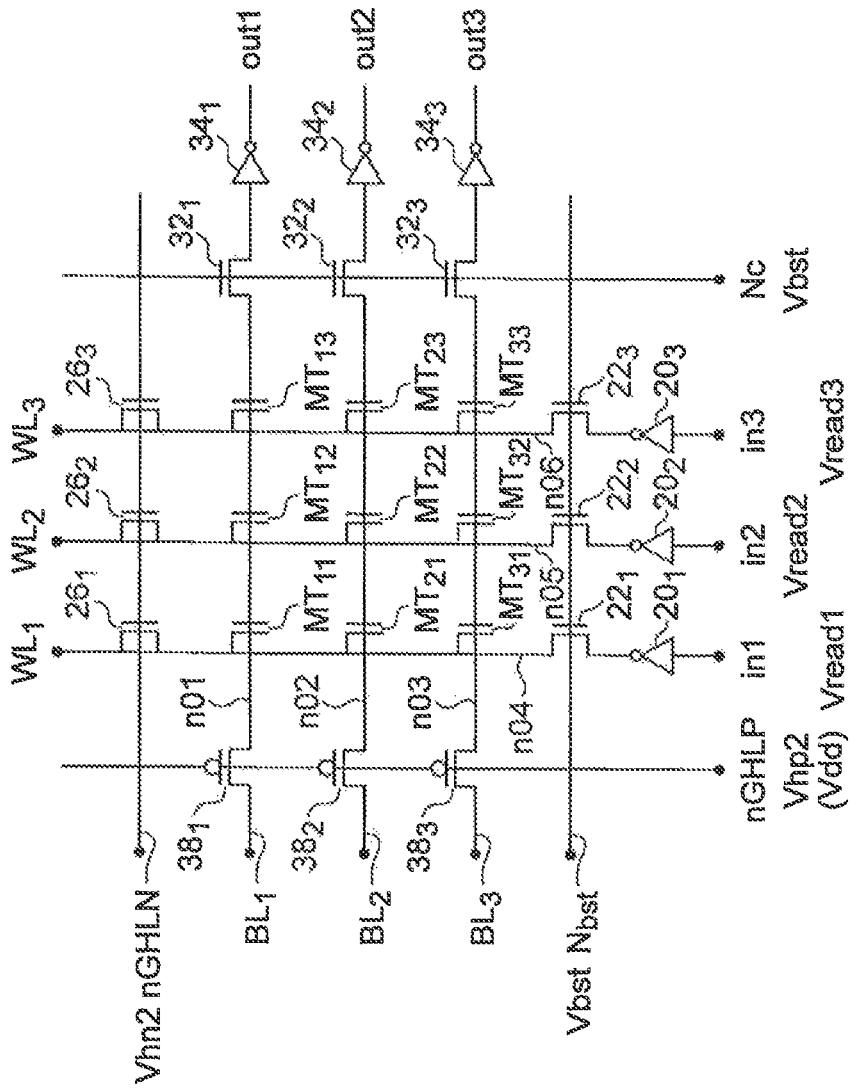 WL1 WL2 WL3
Vhn2 nGHLN
261 262 263
321
341
out1
n01
381
BL1
MT11 MT12 MT13
322
342
out2
n02
382
BL2
MT21 MT22 MT23
323
343
out3
n03
383
BL3
MT31 MT32 MT33
n04 n05 n06
Vbst Nbst
221 222 223
201 202 203
nGHLP in1 in2 in3 Nc
Vhp2 Vread1 Vread2 Vread3 Vbst
(Vdd)